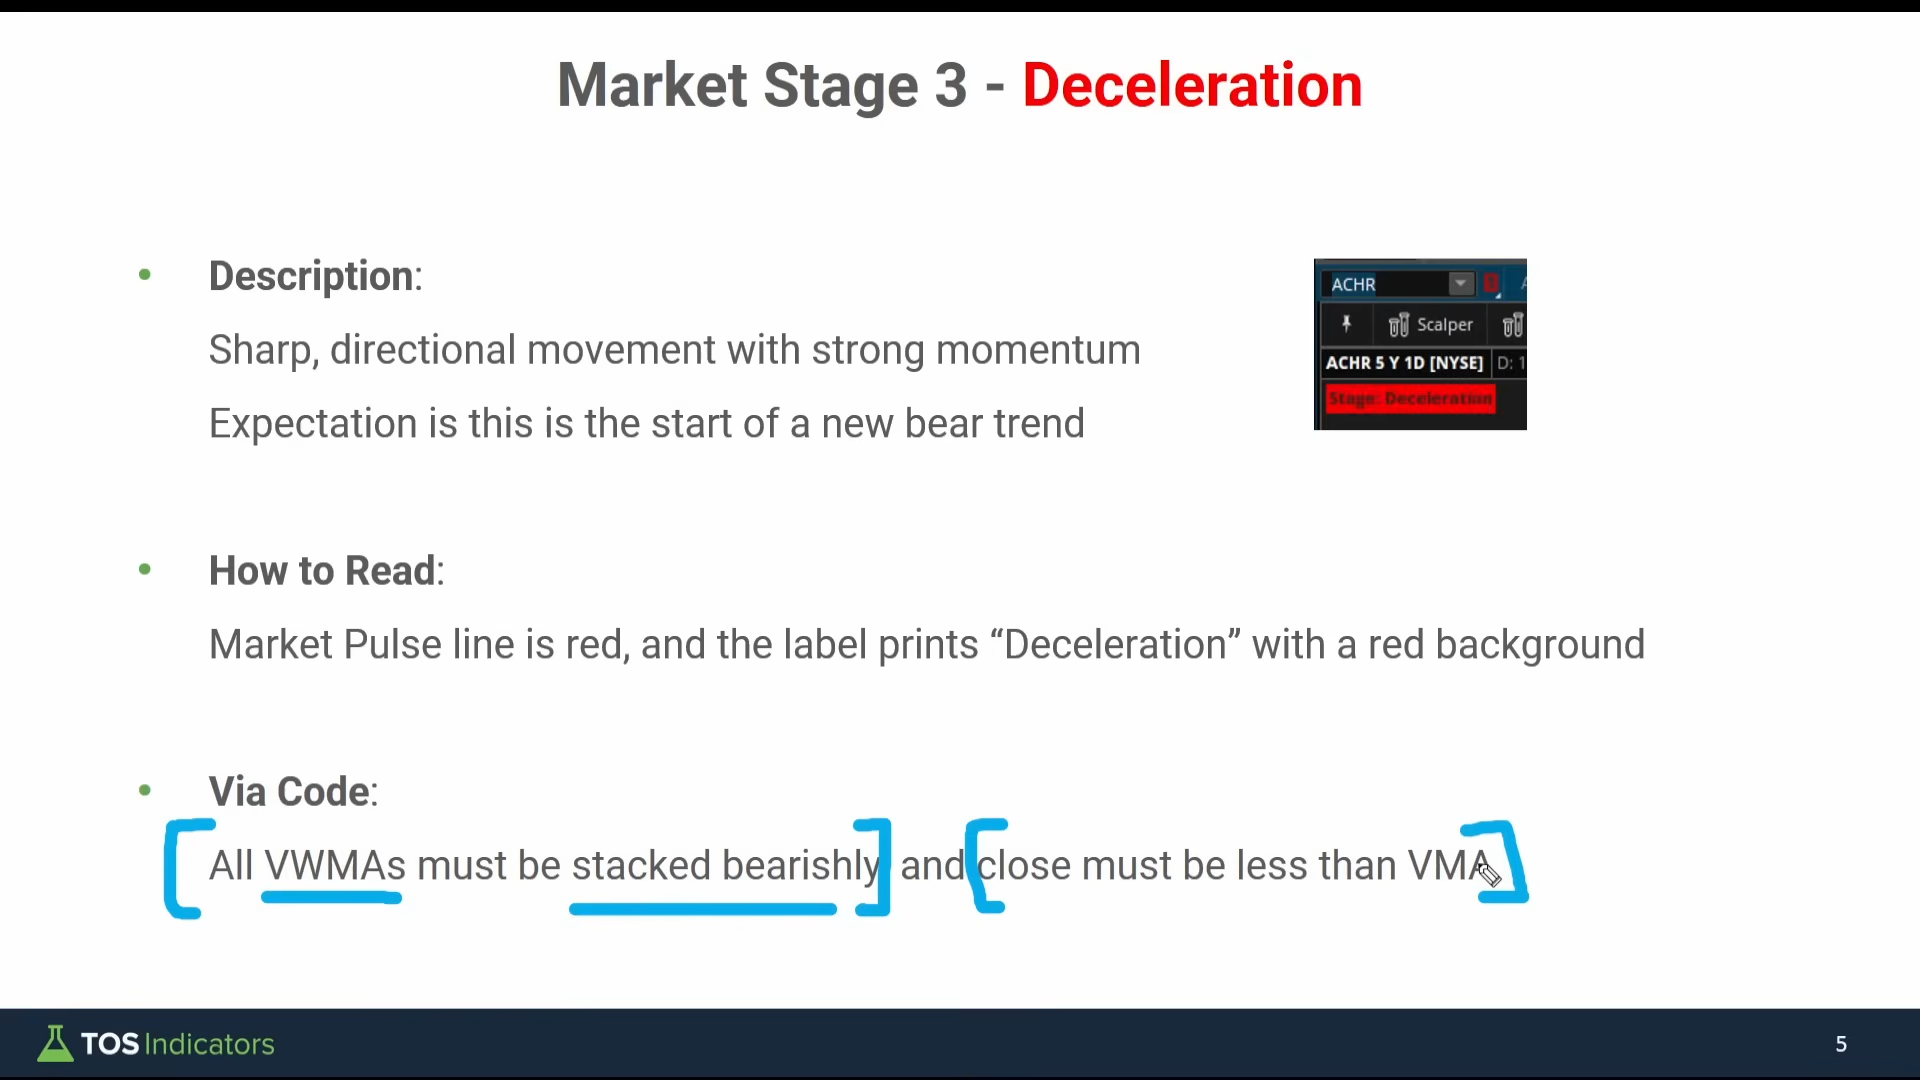 Market Stage 3 - Deceleration
Description:
Sharp, directional movement with strong momentum
Expectation is this is the start of a new bear trend
ACHR
Scalper
ACHR 5 Y 1D [NYSE] D: 1
Stage: Deceleration
How to Read:
Market Pulse line is red, and the label prints “Deceleration” with a red background
Via Code:
All VWMAs must be stacked bearishly and close must be less than VMA
TOS Indicators
5